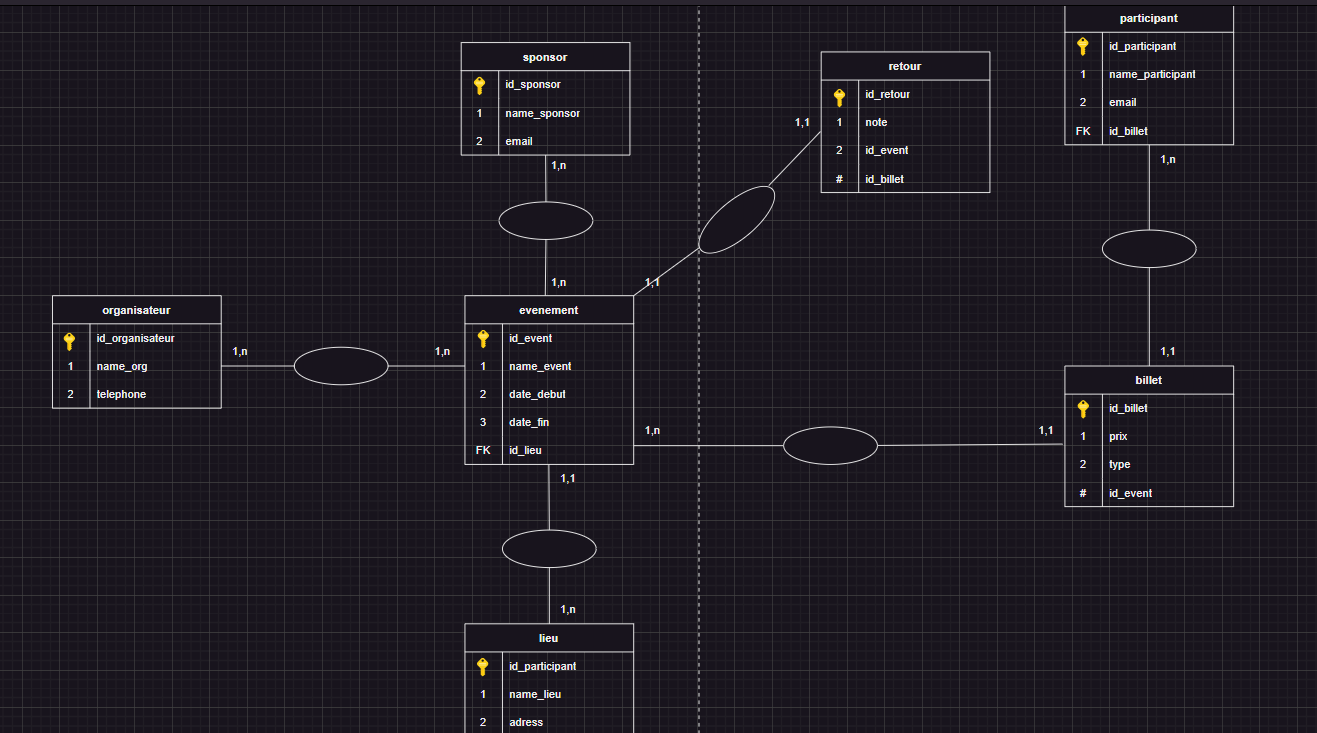 participant
id_participant
1 name_participant
2 email
FK id_billet
1,n
sponsor
id_sponsor
1 name_sponsor
2 email
1,n
retour
id_retour
1 note
2 id_event
# id_billet
1,1
1,n
1,1
organisateur
id_organisateur
1 name_org
2 telephone
1,n
1,n
evenement
id_event
1 name_event
2 date_debut
3 date_fin
FK id_lieu
1,n
1,1
1,1
1,1
billet
id_billet
1 prix
2 type
# id_event
1,n
lieu
id_participant
1 name_lieu
2 adress